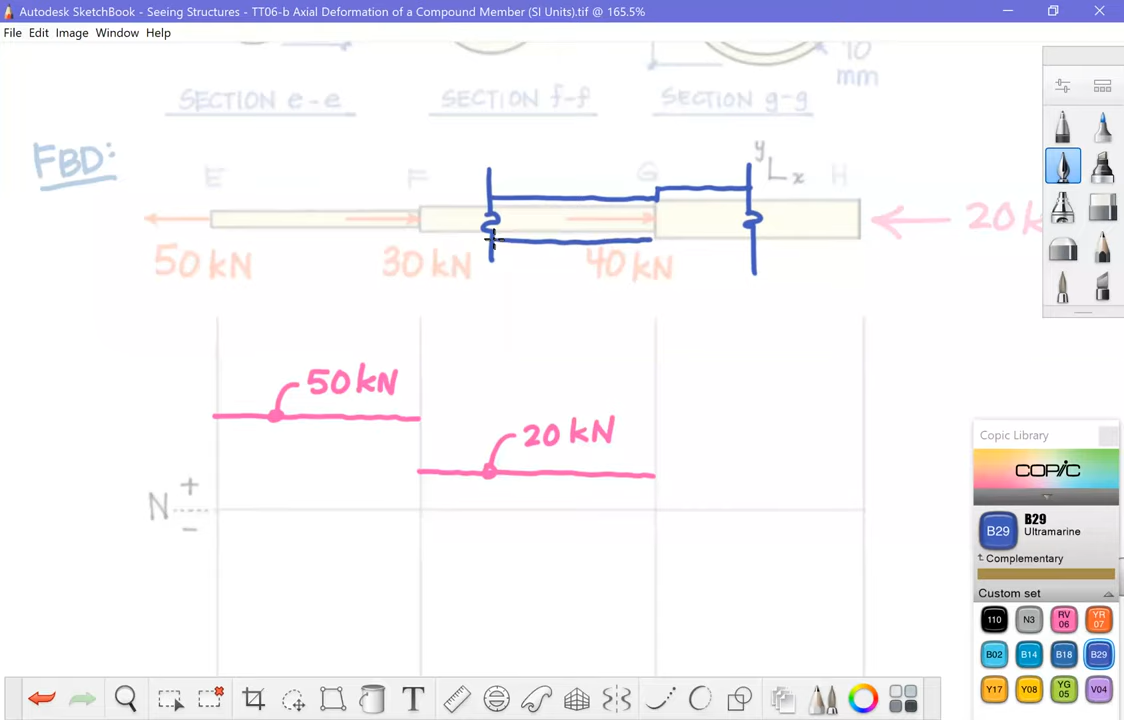 Autodesk SketchBook - Seeing Structures - TT06-b Axial Deformation of a Compound Member (SI Units).tif @ 165.5%
File Edit Image Window Help
10
mm
SECTION e-e SECTION f-f SECTION g-g
FBD:
E F G y x H
50 kN 30 kN 40 kN 20 k
50 kN
20 kN
N + -
Copic Library
COPIC
B29
B29
Ultramarine
Complementary
Custom set
110 N3 RV 06 YR 07
B02 B14 B18 B29
Y17 Y08 YG 05 V04
T